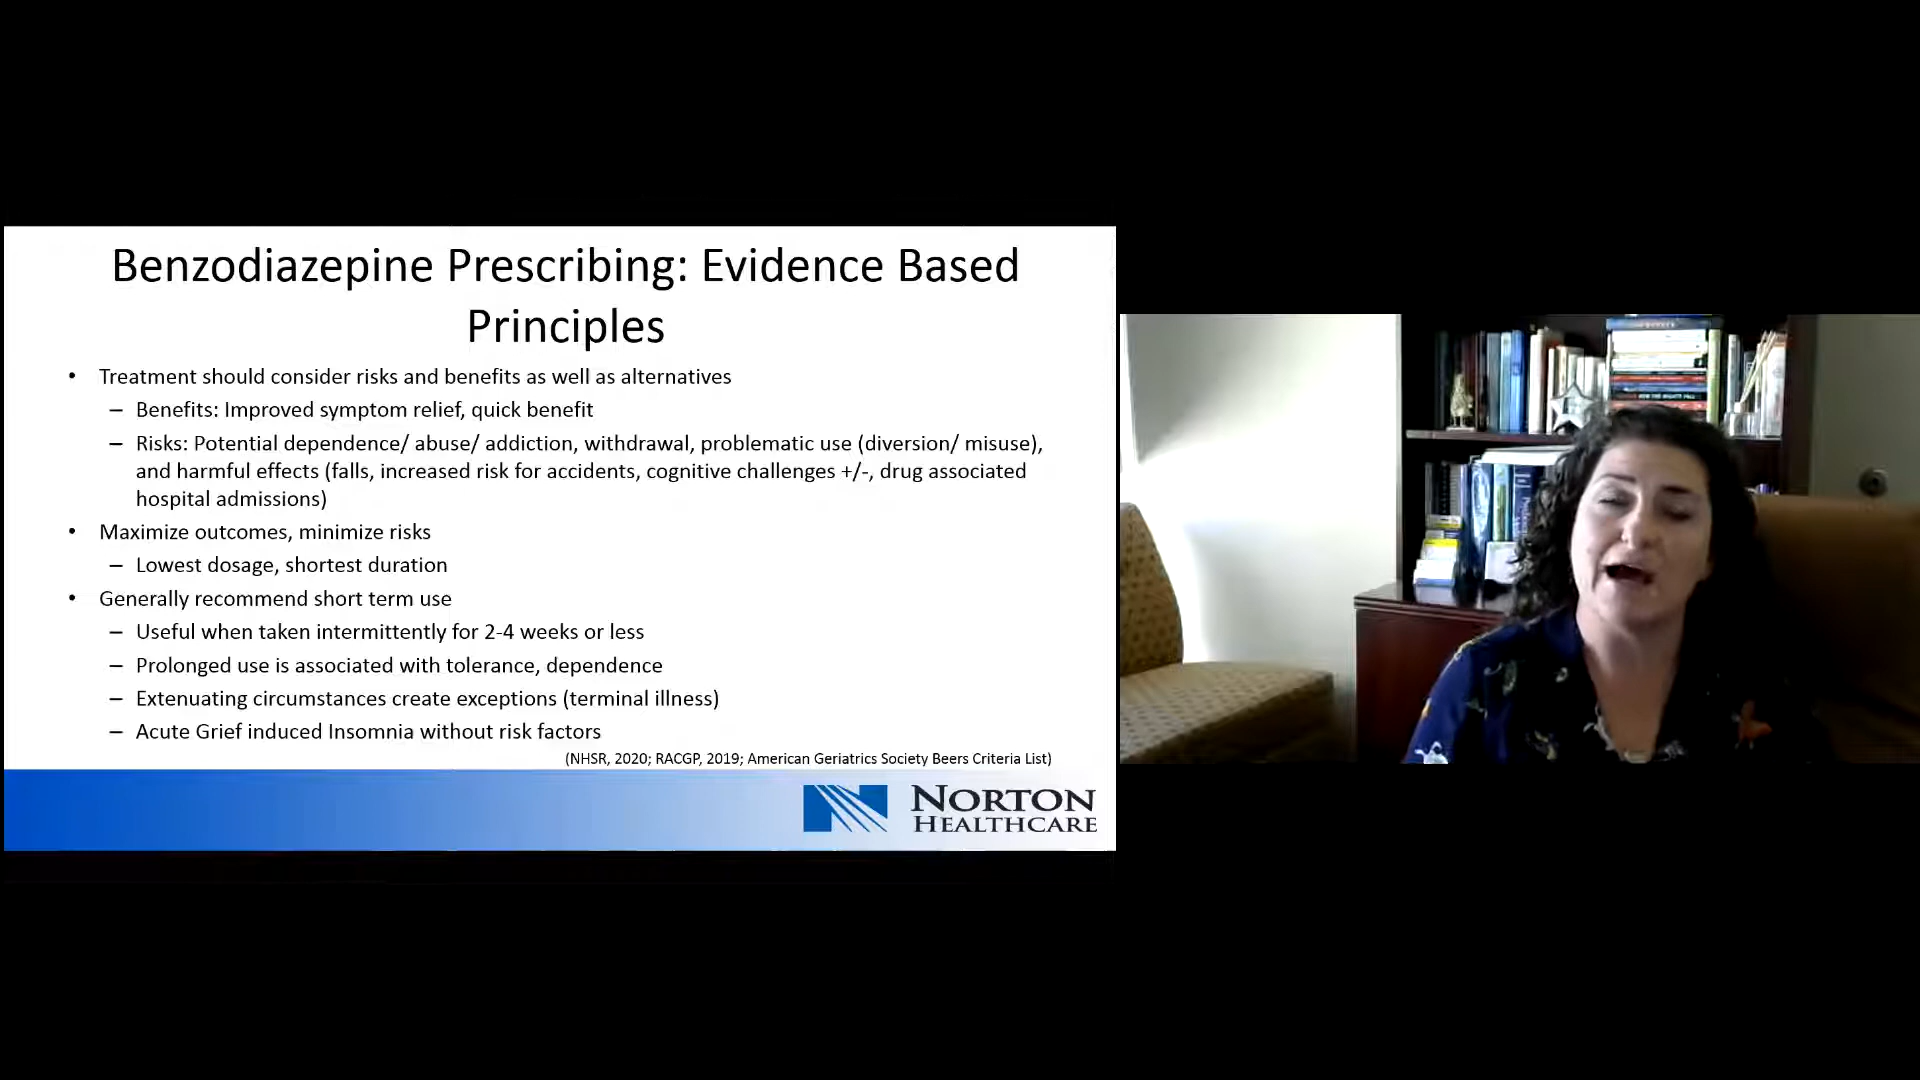 Benzodiazepine Prescribing: Evidence Based
Principles
• Treatment should consider risks and benefits as well as alternatives
– Benefits: Improved symptom relief, quick benefit
– Risks: Potential dependence/ abuse/ addiction, withdrawal, problematic use (diversion/ misuse),
and harmful effects (falls, increased risk for accidents, cognitive challenges +/-, drug associated
hospital admissions)
• Maximize outcomes, minimize risks
– Lowest dosage, shortest duration
• Generally recommend short term use
– Useful when taken intermittently for 2-4 weeks or less
– Prolonged use is associated with tolerance, dependence
– Extenuating circumstances create exceptions (terminal illness)
– Acute Grief induced Insomnia without risk factors
(NHSR, 2020; RACGP, 2019; American Geriatrics Society Beers Criteria List)
NORTON
HEALTHCARE